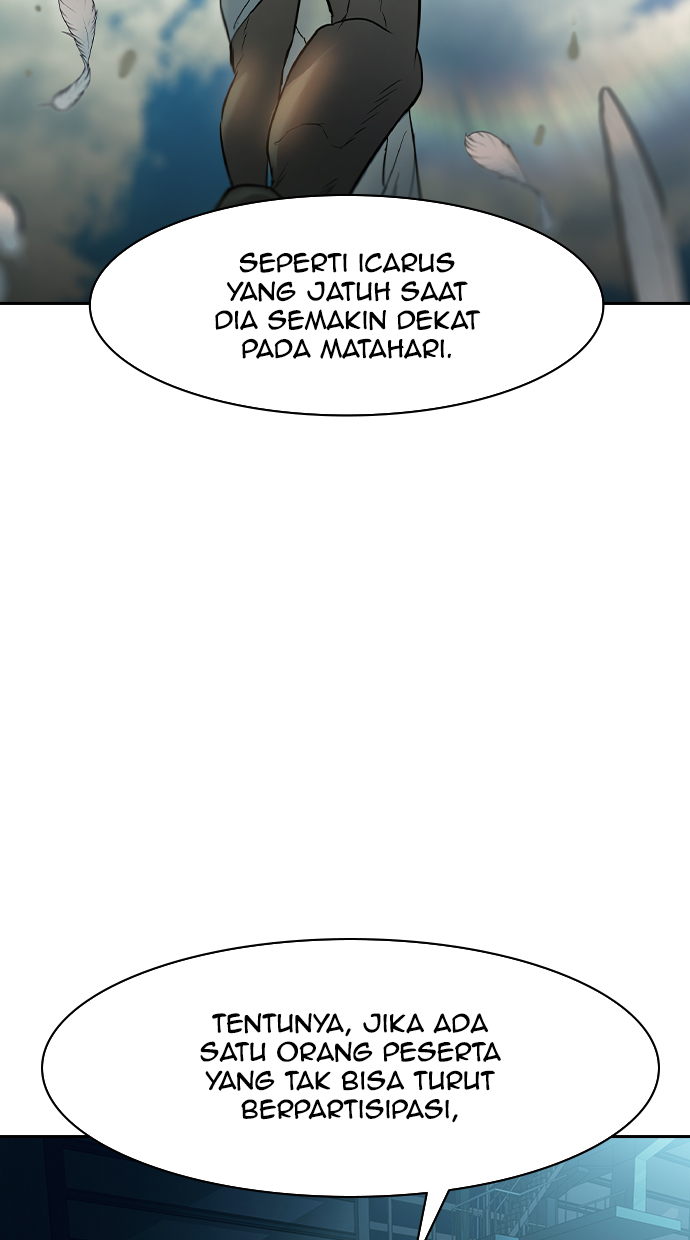 SEPERTI ICARUS
YANG JATUH SAAT
DIA SEMAKIN DEKAT
PADA MATAHARI.
TENTUNYA, JIKA ADA
SATU ORANG PESERTA
YANG TAK BISA TURUT
BERPARTISIPASI,